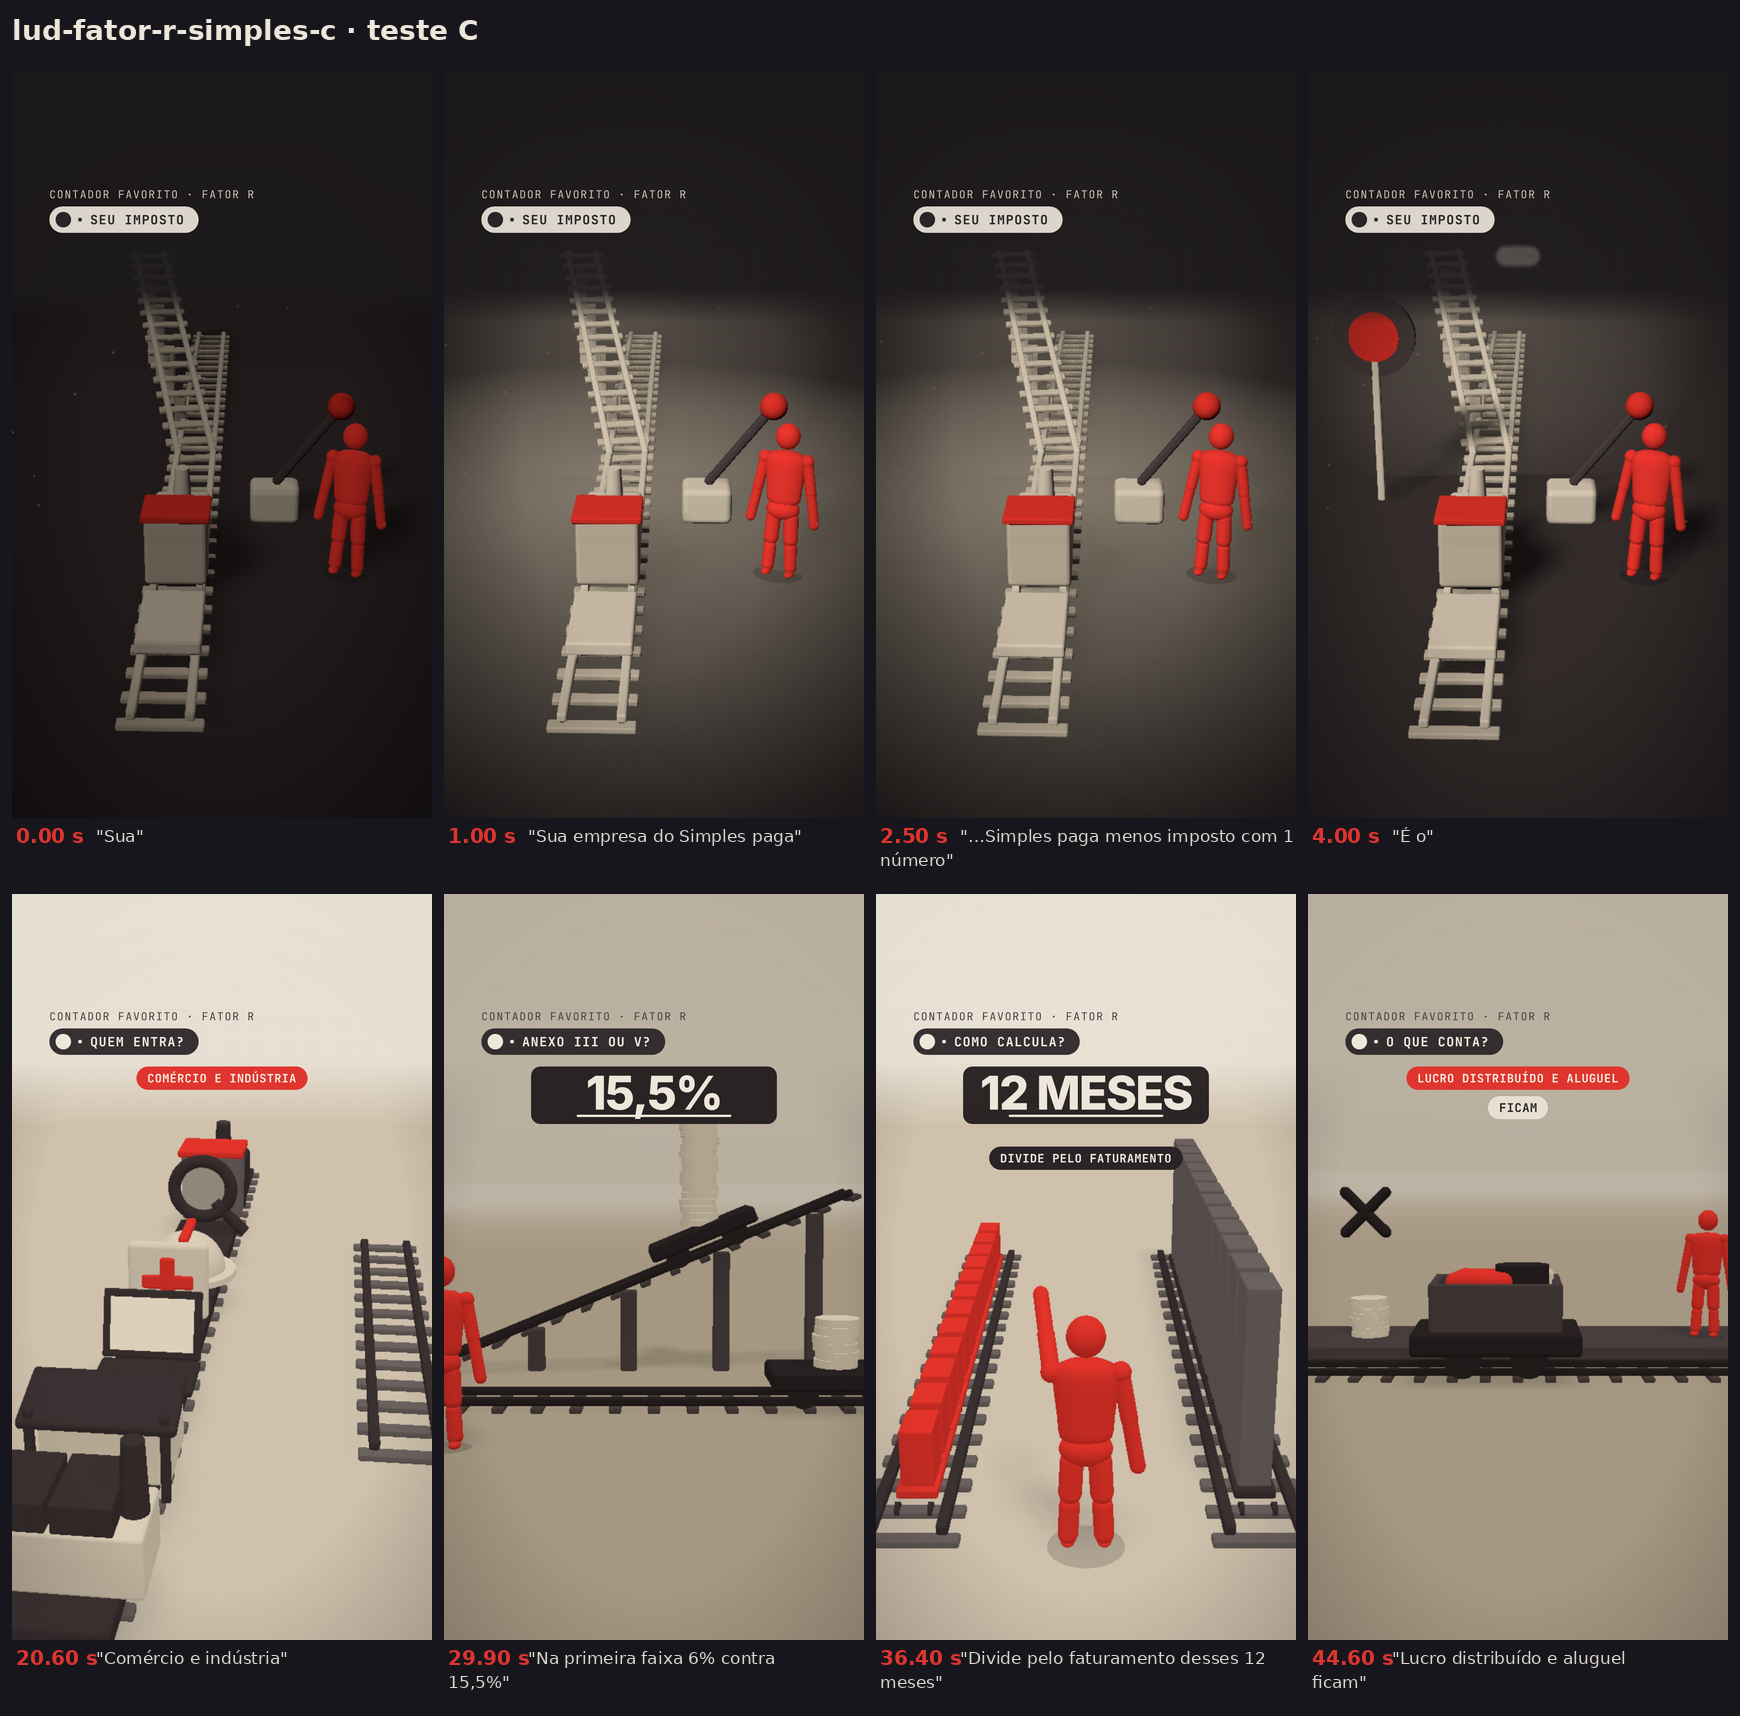 lud-fator-r-simples-c · teste C
CONTADOR FAVORITO · FATOR R
• SEU IMPOSTO
CONTADOR FAVORITO · FATOR R
• SEU IMPOSTO
CONTADOR FAVORITO · FATOR R
• SEU IMPOSTO
CONTADOR FAVORITO · FATOR R
• SEU IMPOSTO
0.00 s "Sua"
1.00 s "Sua empresa do Simples paga"
2.50 s "...Simples paga menos imposto com 1
número"
4.00 s "É o"
CONTADOR FAVORITO · FATOR R
• QUEM ENTRA?
COMÉRCIO E INDÚSTRIA
CONTADOR FAVORITO · FATOR R
• ANEXO III OU V?
15,5%
CONTADOR FAVORITO · FATOR R
• COMO CALCULA?
12 MESES
DIVIDE PELO FATURAMENTO
CONTADOR FAVORITO · FATOR R
• O QUE CONTA?
LUCRO DISTRIBUÍDO E ALUGUEL
FICAM
20.60 s "Comércio e indústria"
29.90 s "Na primeira faixa 6% contra
15,5%"
36.40 s "Divide pelo faturamento desses 12
meses"
44.60 s "Lucro distribuído e aluguel
ficam"